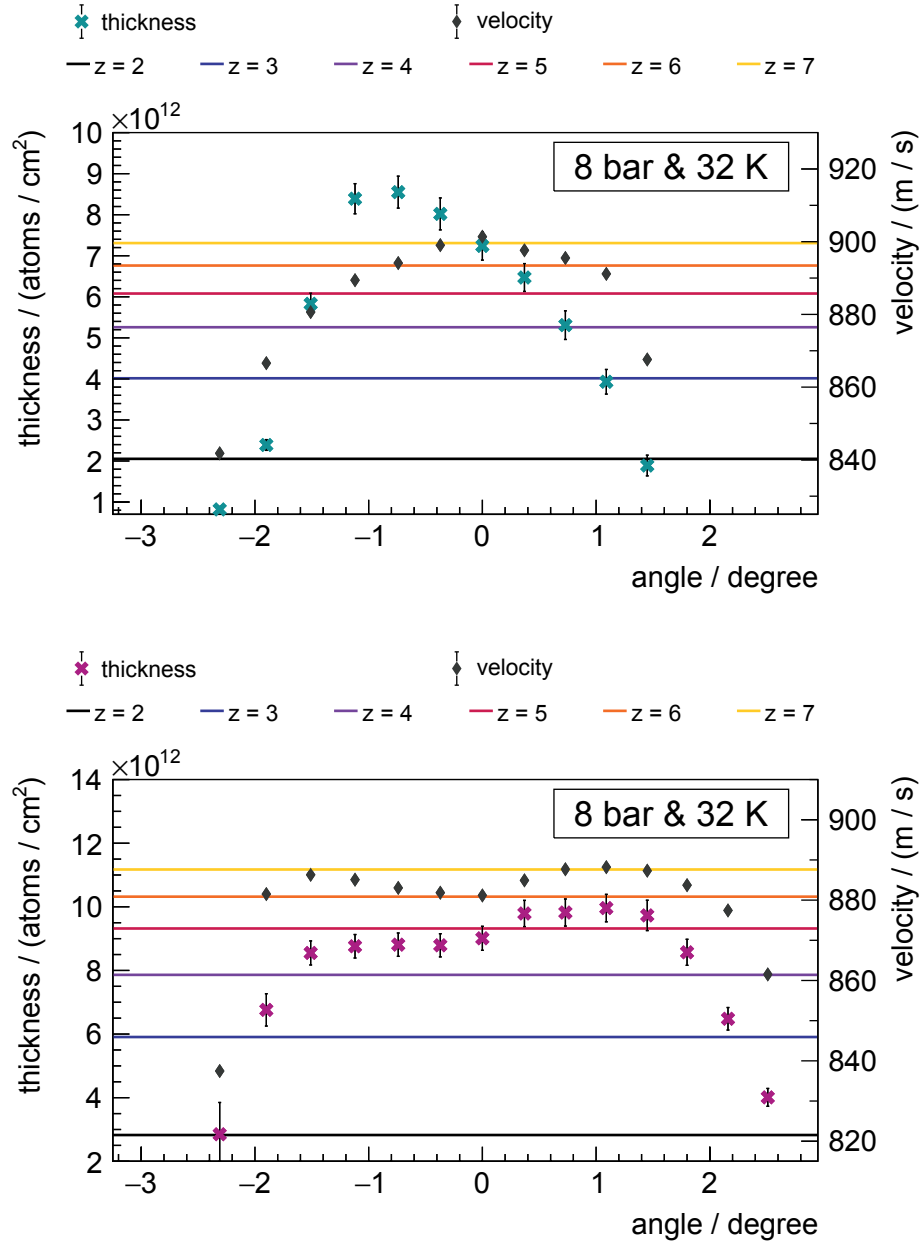 thickness velocity
z = 2 z = 3 z = 4 z = 5 z = 6 z = 7
×10¹²
8 bar & 32 K
thickness / (atoms / cm²)
10
9
8
7
6
5
4
3
2
1
velocity / (m / s)
920
900
880
860
840
−3 −2 −1 0 1 2
angle / degree
thickness velocity
z = 2 z = 3 z = 4 z = 5 z = 6 z = 7
×10¹²
8 bar & 32 K
thickness / (atoms / cm²)
14
12
10
8
6
4
2
velocity / (m / s)
900
880
860
840
820
−3 −2 −1 0 1 2
angle / degree